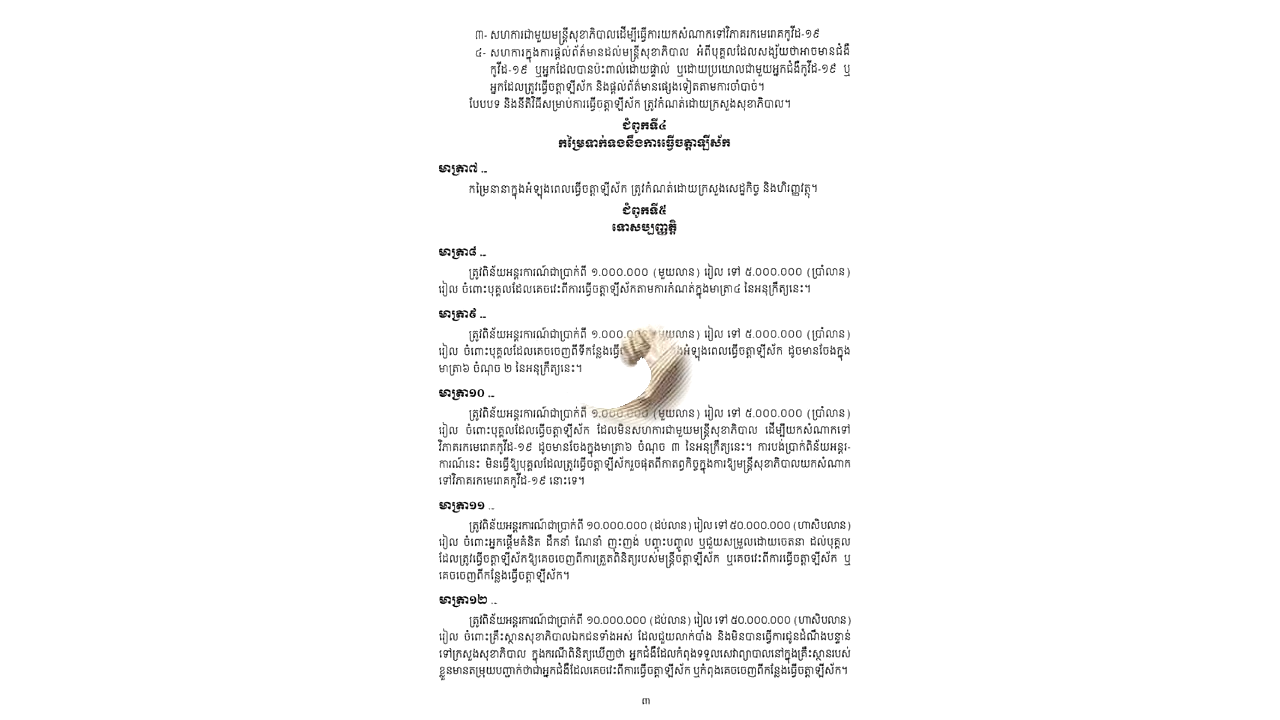 ៣- សហការជាមួយមន្ត្រីសុខាភិបាលដើម្បីធ្វើការយកសំណាកទៅវិភាគរកមេរោគកូវីដ-១៩
៤- សហការក្នុងការផ្តល់ព័ត៌មានដល់មន្ត្រីសុខាភិបាល អំពីបុគ្គលដែលសង្ស័យថាអាចមានជំងឺ
កូវីដ-១៩ ឬអ្នកដែលបានប៉ះពាល់ដោយផ្ទាល់ ឬដោយប្រយោលជាមួយអ្នកជំងឺកូវីដ-១៩ ឬ
អ្នកដែលត្រូវធ្វើចត្តាឡីស័ក និងផ្តល់ព័ត៌មានផ្សេងទៀតតាមការចាំបាច់។
បែបបទ និងនីតិវិធីសម្រាប់ការធ្វើចត្តាឡីស័ក ត្រូវកំណត់ដោយក្រសួងសុខាភិបាល។
ជំពូកទី៤
កម្រៃទាក់ទងនឹងការធ្វើចត្តាឡីស័ក
មាត្រា៧ ._
កម្រៃនានាក្នុងអំឡុងពេលធ្វើចត្តាឡីស័ក ត្រូវកំណត់ដោយក្រសួងសេដ្ឋកិច្ច និងហិរញ្ញវត្ថុ។
ជំពូកទី៥
ទោសប្បញ្ញត្តិ
មាត្រា៨ ._
ត្រូវពិន័យអន្តរការណ៍ជាប្រាក់ពី ១.០០០.០០០ (មួយលាន) រៀល ទៅ ៥.០០០.០០០ (ប្រាំលាន)
រៀល ចំពោះបុគ្គលដែលគេចវេះពីការធ្វើចត្តាឡីស័កតាមការកំណត់ក្នុងមាត្រា៤ នៃអនុក្រឹត្យនេះ។
មាត្រា៩ ._
ត្រូវពិន័យអន្តរការណ៍ជាប្រាក់ពី ១.០០០.០០០ (មួយលាន) រៀល ទៅ ៥.០០០.០០០ (ប្រាំលាន)
រៀល ចំពោះបុគ្គលដែលគេចចេញពីទីកន្លែងធ្វើ ក្នុងអំឡុងពេលធ្វើចត្តាឡីស័ក ដូចមានចែងក្នុង
មាត្រា៦ ចំណុច ២ នៃអនុក្រឹត្យនេះ។
មាត្រា១០ ._
ត្រូវពិន័យអន្តរការណ៍ជាប្រាក់ពី ១.០០០.០០០ (មួយលាន) រៀល ទៅ ៥.០០០.០០០ (ប្រាំលាន)
រៀល ចំពោះបុគ្គលដែលធ្វើចត្តាឡីស័ក ដែលមិនសហការជាមួយមន្ត្រីសុខាភិបាល ដើម្បីយកសំណាកទៅ
វិភាគរកមេរោគកូវីដ-១៩ ដូចមានចែងក្នុងមាត្រា៦ ចំណុច ៣ នៃអនុក្រឹត្យនេះ។ ការបង់ប្រាក់ពិន័យអន្តរ-
ការណ៍នេះ មិនធ្វើឱ្យបុគ្គលដែលត្រូវធ្វើចត្តាឡីស័ករួចផុតពីកាតព្វកិច្ចក្នុងការឱ្យមន្ត្រីសុខាភិបាលយកសំណាក
ទៅវិភាគរកមេរោគកូវីដ-១៩ នោះទេ។
មាត្រា១១ ._
ត្រូវពិន័យអន្តរការណ៍ជាប្រាក់ពី ១០.០០០.០០០ (ដប់លាន) រៀល ទៅ ៥០.០០០.០០០ (ហាសិបលាន)
រៀល ចំពោះអ្នកផ្តើមគំនិត ដឹកនាំ ណែនាំ ញុះញង់ បញ្ចុះបញ្ចូល ឬជួយសម្រួលដោយចេតនា ដល់បុគ្គល
ដែលត្រូវធ្វើចត្តាឡីស័កឱ្យគេចចេញពីការត្រួតពិនិត្យរបស់មន្ត្រីចត្តាឡីស័ក ឬគេចវេះពីការធ្វើចត្តាឡីស័ក ឬ
គេចចេញពីកន្លែងធ្វើចត្តាឡីស័ក។
មាត្រា១២ ._
ត្រូវពិន័យអន្តរការណ៍ជាប្រាក់ពី ១០.០០០.០០០ (ដប់លាន) រៀល ទៅ ៥០.០០០.០០០ (ហាសិបលាន)
រៀល ចំពោះគ្រឹះស្ថានសុខាភិបាលឯកជនទាំងអស់ ដែលជួយលាក់បាំង និងមិនបានធ្វើការជូនដំណឹងបន្ទាន់
ទៅក្រសួងសុខាភិបាល ក្នុងករណីពិនិត្យឃើញថា អ្នកជំងឺដែលកំពុងទទួលសេវាព្យាបាលនៅក្នុងគ្រឹះស្ថានរបស់
ខ្លួនមានតម្រុយបញ្ជាក់ថាជាអ្នកជំងឺដែលគេចវេះពីការធ្វើចត្តាឡីស័ក ឬកំពុងគេចចេញពីកន្លែងធ្វើចត្តាឡីស័ក។
៣